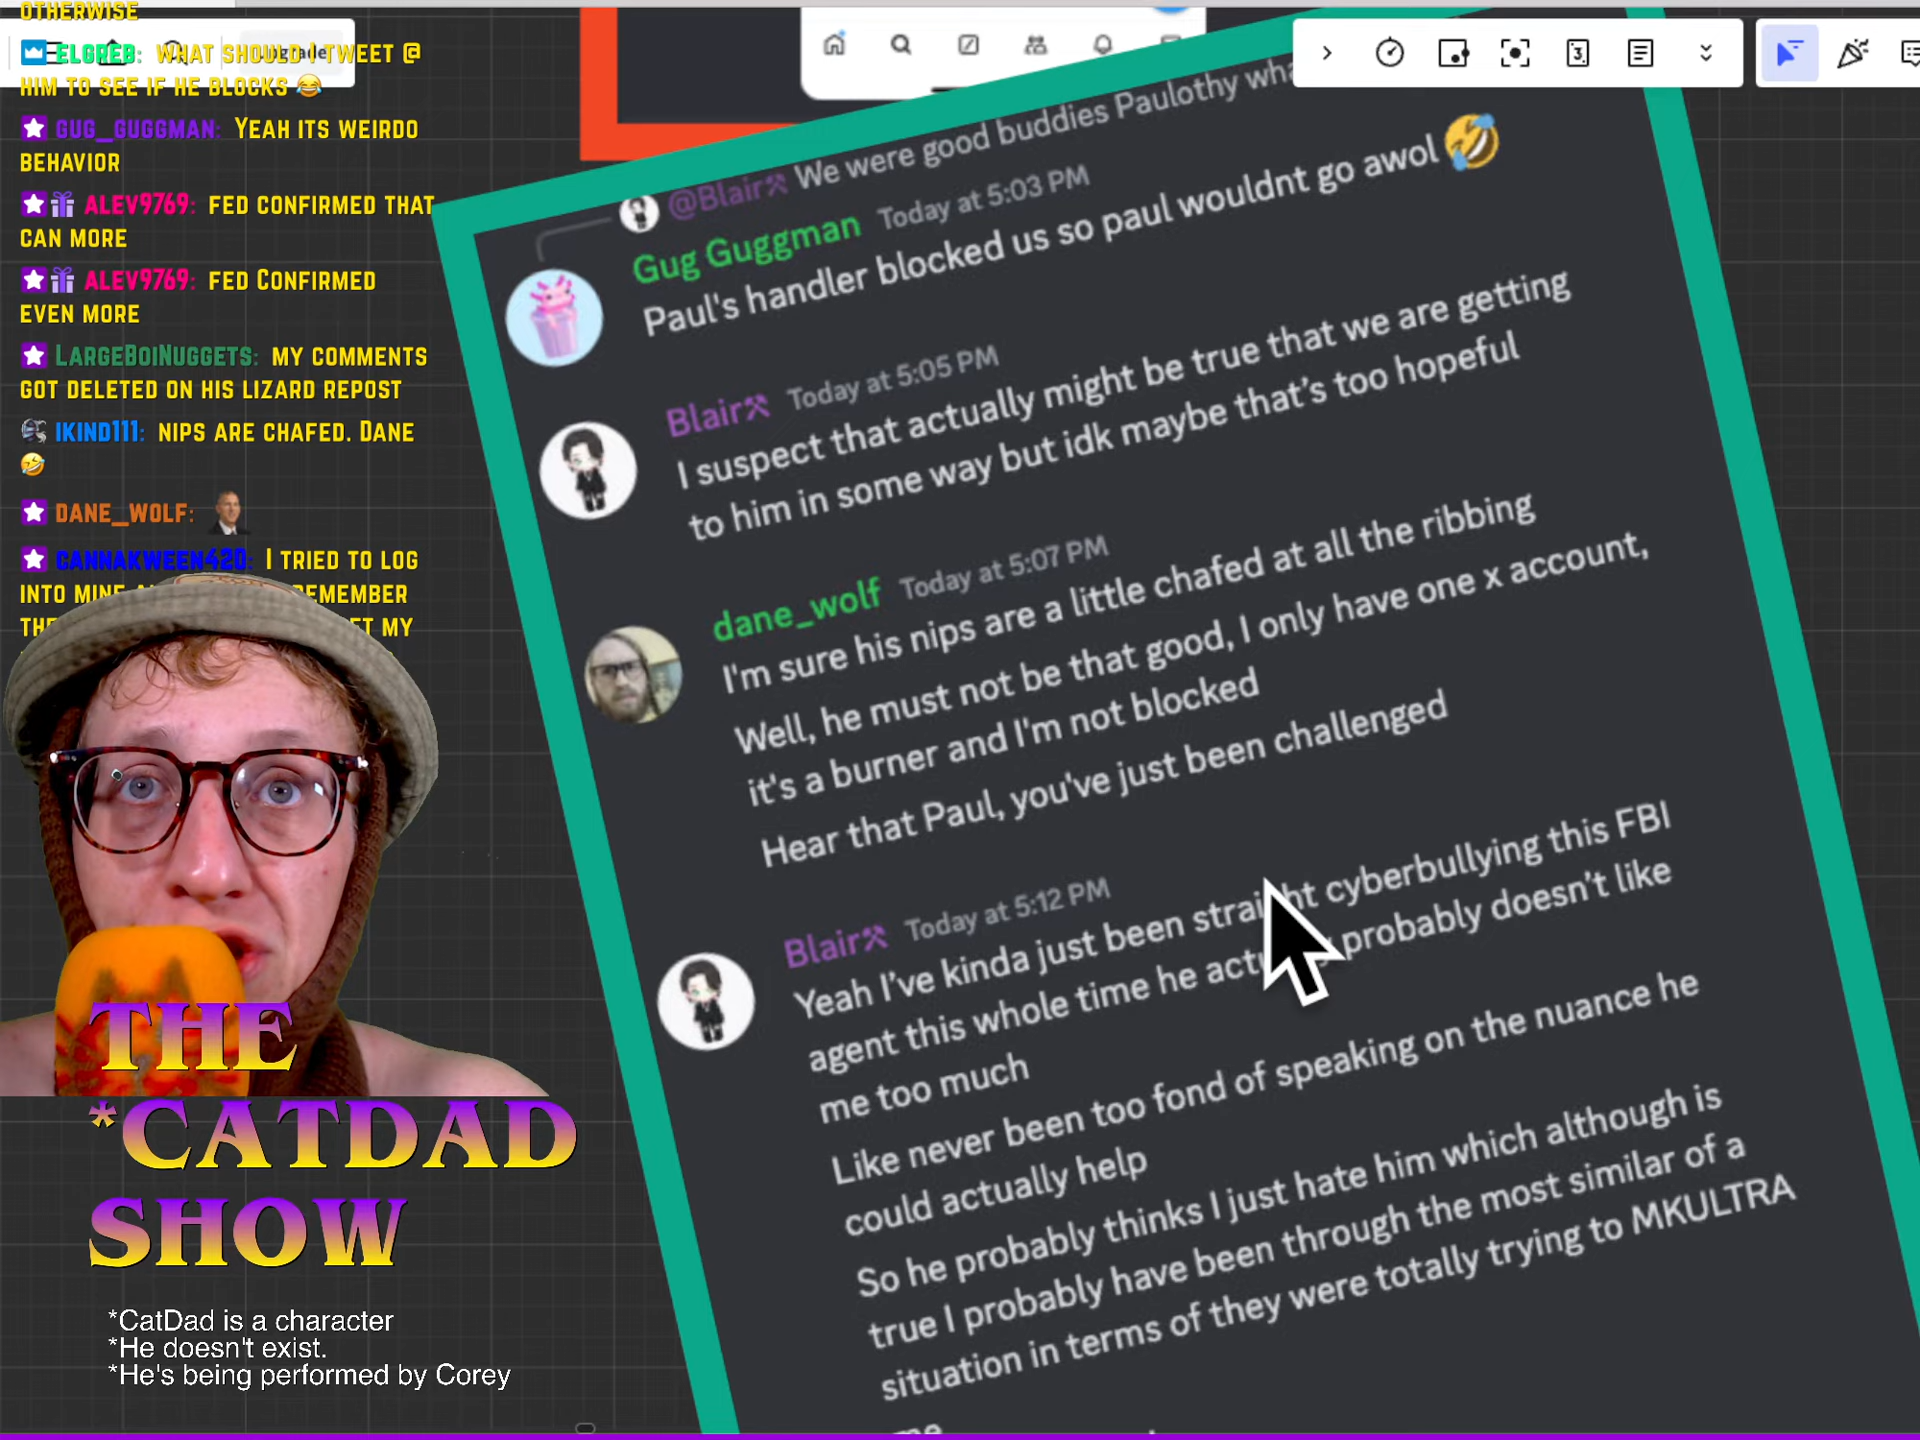 OTHERWISE
ELGREB: WHAT SHOULD I TWEET @
HIM TO SEE IF HE BLOCKS 😂
GUG_GUGGMAN: YEAH ITS WEIRDO
BEHAVIOR
ALEV9769: FED CONFIRMED THAT
CAN MORE
ALEV9769: FED CONFIRMED
EVEN MORE
LARGEBOINUGGETS: MY COMMENTS
GOT DELETED ON HIS LIZARD REPOST
IKIND111: NIPS ARE CHAFED. DANE
🤣
DANE_WOLF:
CANNAKWEEN420: I TRIED TO LOG
INTO MINE REMEMBER
MY
@Blair⚒ We were good buddies Paulothy
Gug Guggman Today at 5:03 PM
Paul's handler blocked us so paul wouldnt go awol 🤣
Blair⚒ Today at 5:05 PM
I suspect that actually might be true that we are getting
to him in some way but idk maybe that's too hopeful
dane_wolf Today at 5:07 PM
I'm sure his nips are a little chafed at all the ribbing
Well, he must not be that good, I only have one x account,
it's a burner and I'm not blocked
Hear that Paul, you've just been challenged
Blair⚒ Today at 5:12 PM
Yeah I've kinda just been straight cyberbullying this FBI
agent this whole time he actually probably doesn't like
me too much
Like never been too fond of speaking on the nuance he
could actually help
So he probably thinks I just hate him which although is
true I probably have been through the most similar of a
situation in terms of they were totally trying to MKULTRA
me
THE
*CATDAD
SHOW
*CatDad is a character
*He doesn't exist.
*He's being performed by Corey